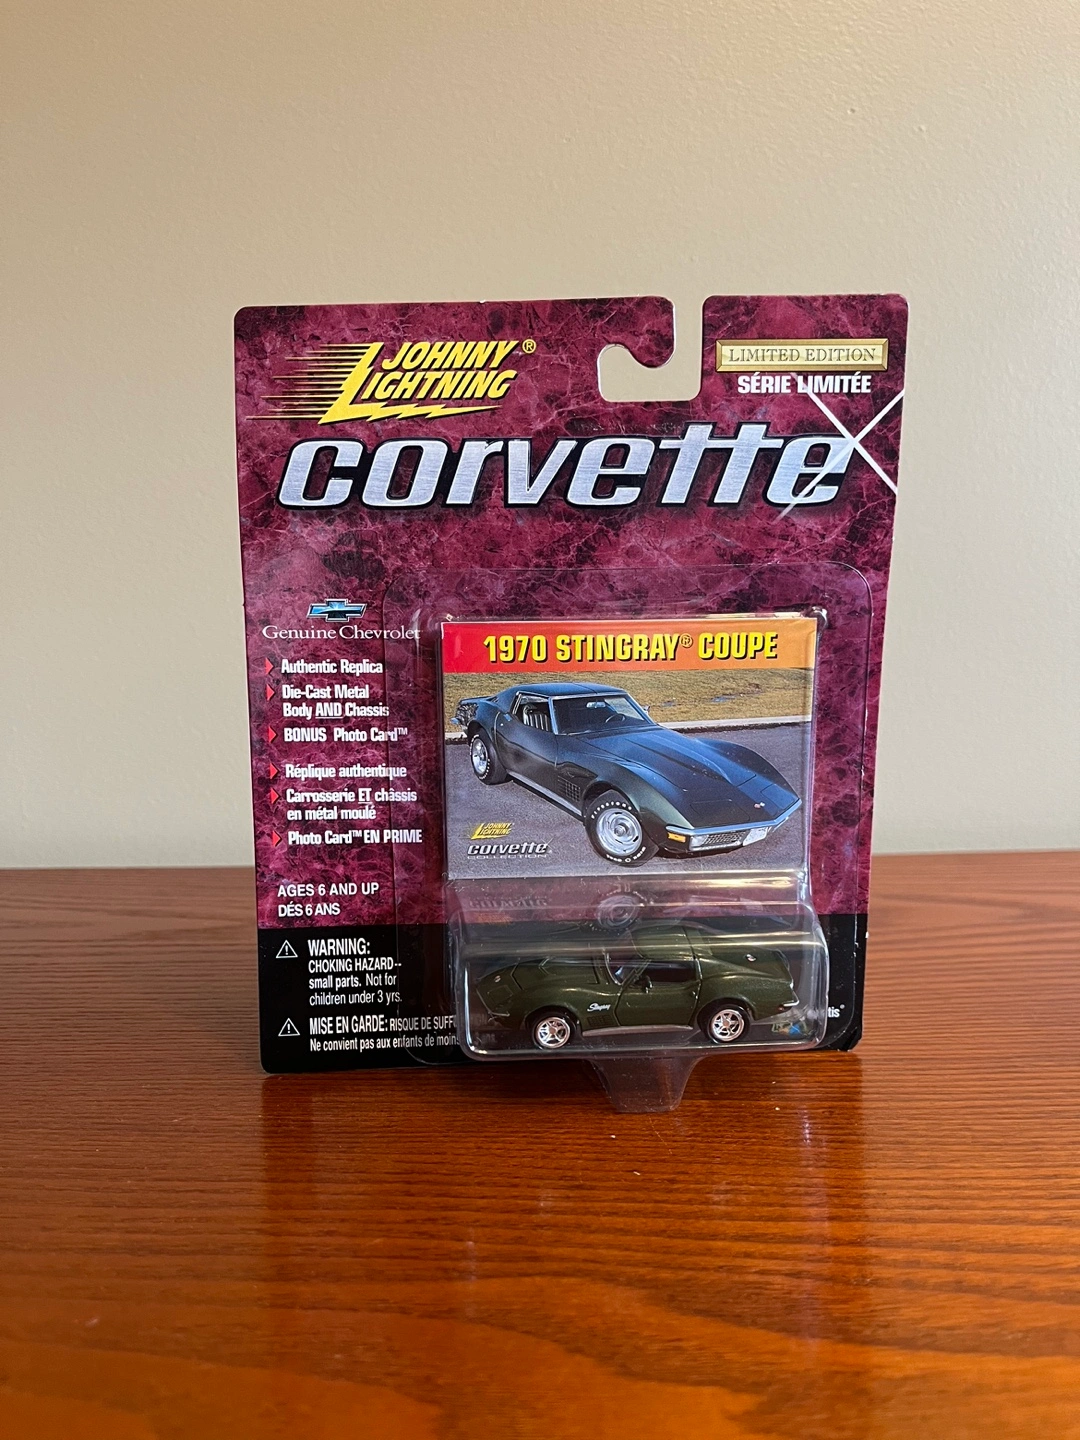 JOHNNY
LIGHTNING®
LIMITED EDITION
SÉRIE LIMITÉE
corvette
Genuine Chevrolet
Authentic Replica
Die-Cast Metal
Body AND Chassis
BONUS Photo Card™
Réplique authentique
Carrosserie ET châssis
en métal moulé
Photo Card™ EN PRIME
AGES 6 AND UP
DÉS 6 ANS
WARNING:
CHOKING HAZARD--
small parts. Not for
children under 3 yrs.
MISE EN GARDE: RISQUE DE
Ne convient pas aux enfants de moins
1970 STINGRAY® COUPE
JOHNNY
LIGHTNING
Corvette
COLLECTION
Firestone
Stingray